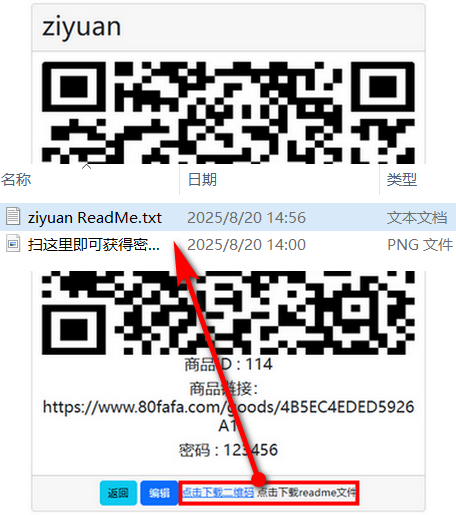 ziyuan
名称 日期 类型
ziyuan ReadMe.txt 2025/8/20 14:56 文本文档
扫这里即可获得密... 2025/8/20 14:00 PNG 文件
商品ID : 114
商品链接:
https://www.80fafa.com/goods/4B5EC4EDED5926
A1
密码 : 123456
返回 编辑 点击下载二维码 点击下载readme文件